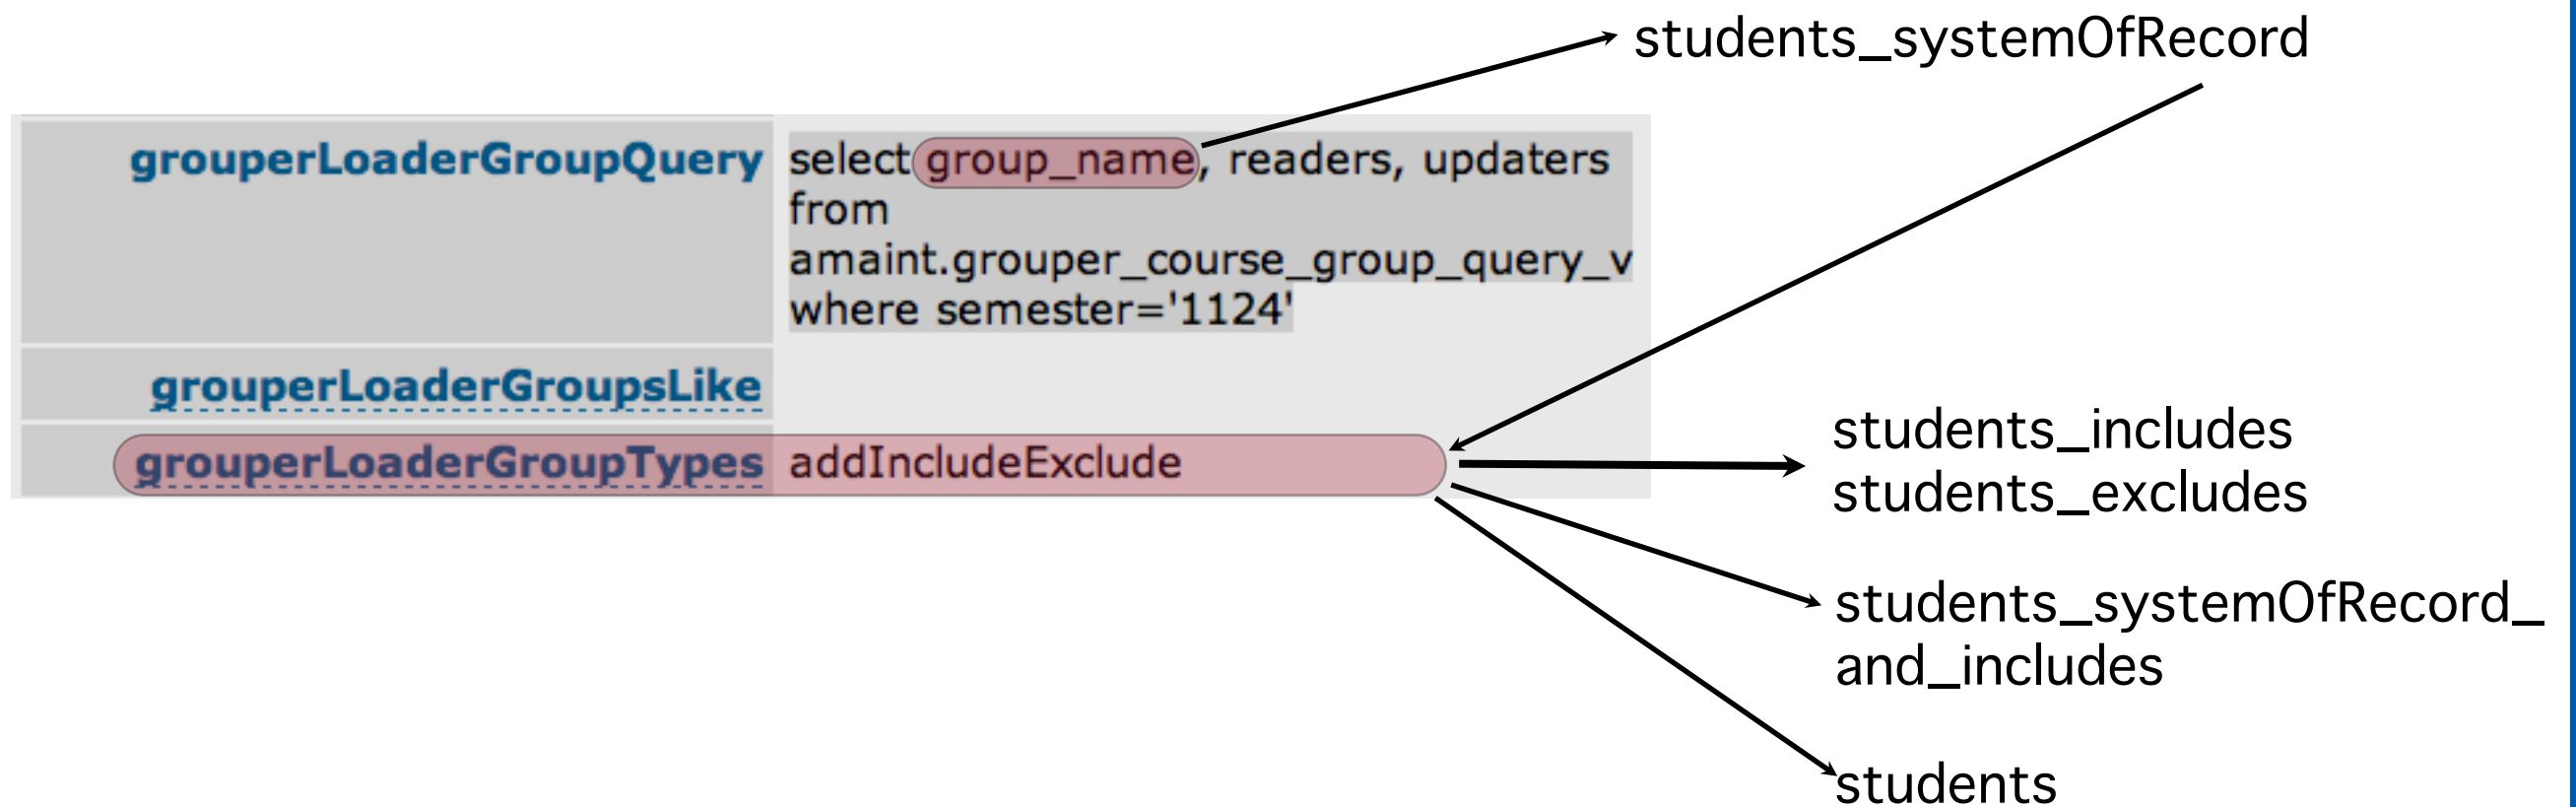 students_systemOfRecord
grouperLoaderGroupQuery
select group_name, readers, updaters
from
amaint.grouper_course_group_query_v
where semester='1124'
grouperLoaderGroupsLike
grouperLoaderGroupTypes addIncludeExclude
students_includes
students_excludes
students_systemOfRecord_
and_includes
students